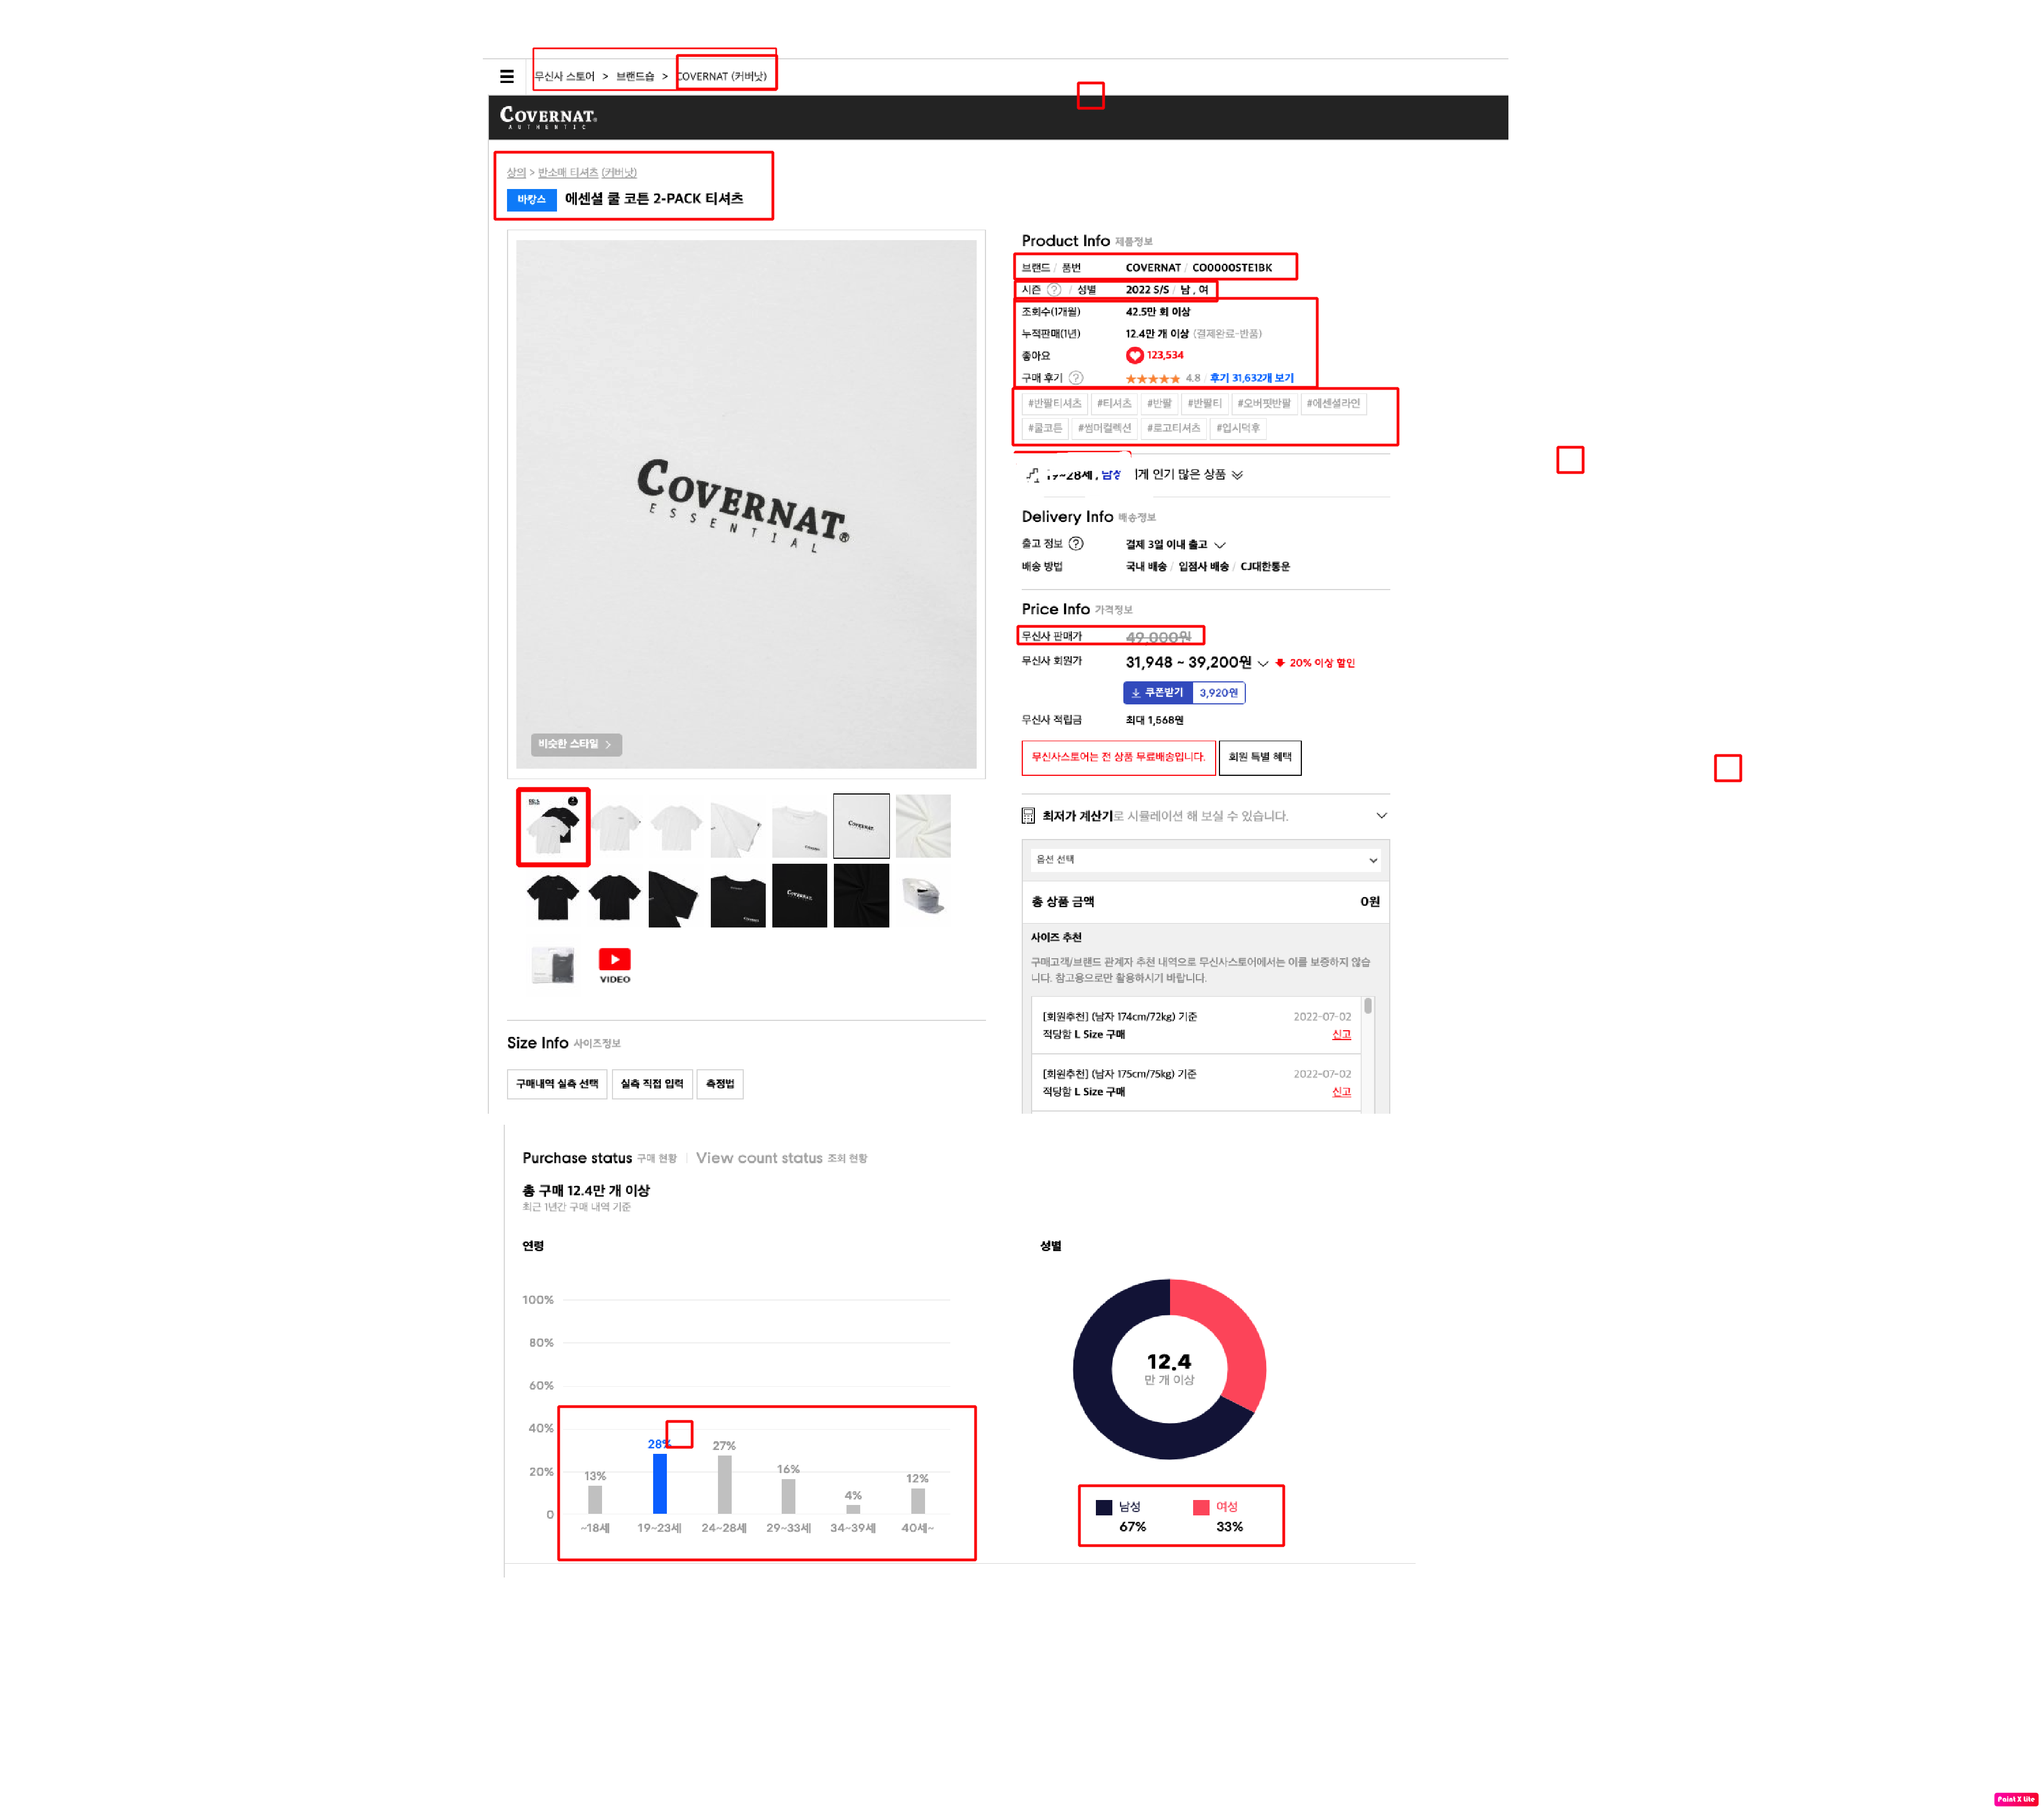 무신사 스토어 > 브랜드숍 > COVERNAT (커버낫)
COVERNAT.
AUTHENTIC
상의 > 반소매 티셔츠 (커버낫)
바캉스 에센셜 쿨 코튼 2-PACK 티셔츠
COVERNAT.®
ESSENTIAL
비슷한 스타일 >
VIDEO
Size Info 사이즈정보
구매내역 실측 선택 실측 직접 입력 측정법
Product Info 제품정보
브랜드 / 품번 COVERNAT / CO0000STE1BK
시즌 ? / 성별 2022 S/S / 남, 여
조회수(1개월) 42.5만 회 이상
누적판매(1년) 12.4만 개 이상 (결제완료-반품)
좋아요 123,534
구매 후기 ? ★★★★★ 4.8 / 후기 31,632개 보기
#반팔티셔츠 #티셔츠 #반팔 #반팔티 #오버핏반팔 #에센셜라인
#쿨코튼 #썸머컬렉션 #로고티셔츠 #입시덕후
19~28세, 남성 게 인기 많은 상품
Delivery Info 배송정보
출고 정보 ? 결제 3일 이내 출고
배송 방법 국내 배송 / 입점사 배송 / CJ대한통운
Price Info 가격정보
무신사 판매가 49,000원
무신사 회원가 31,948 ~ 39,200원 20% 이상 할인
쿠폰받기 3,920원
무신사 적립금 최대 1,568원
무신사스토어는 전 상품 무료배송입니다. 회원 특별 혜택
최저가 계산기로 시뮬레이션 해 보실 수 있습니다.
옵션 선택
총 상품 금액 0원
사이즈 추천
구매고객/브랜드 관계자 추천 내역으로 무신사스토어에서는 이를 보증하지 않습
니다. 참고용으로만 활용하시기 바랍니다.
[회원추천] (남자 174cm/72kg) 기준 2022-07-02
적당함 L Size 구매 신고
[회원추천] (남자 175cm/75kg) 기준 2022-07-02
적당함 L Size 구매 신고
Purchase status 구매 현황 View count status 조회 현황
총 구매 12.4만 개 이상
최근 1년간 구매 내역 기준
연령
100%
80%
60%
40%
20%
0
13%
28%
27%
16%
4%
12%
~18세 19~23세 24~28세 29~33세 34~39세 40세~
성별
12.4
만 개 이상
남성 여성
67% 33%
Paint X Lite